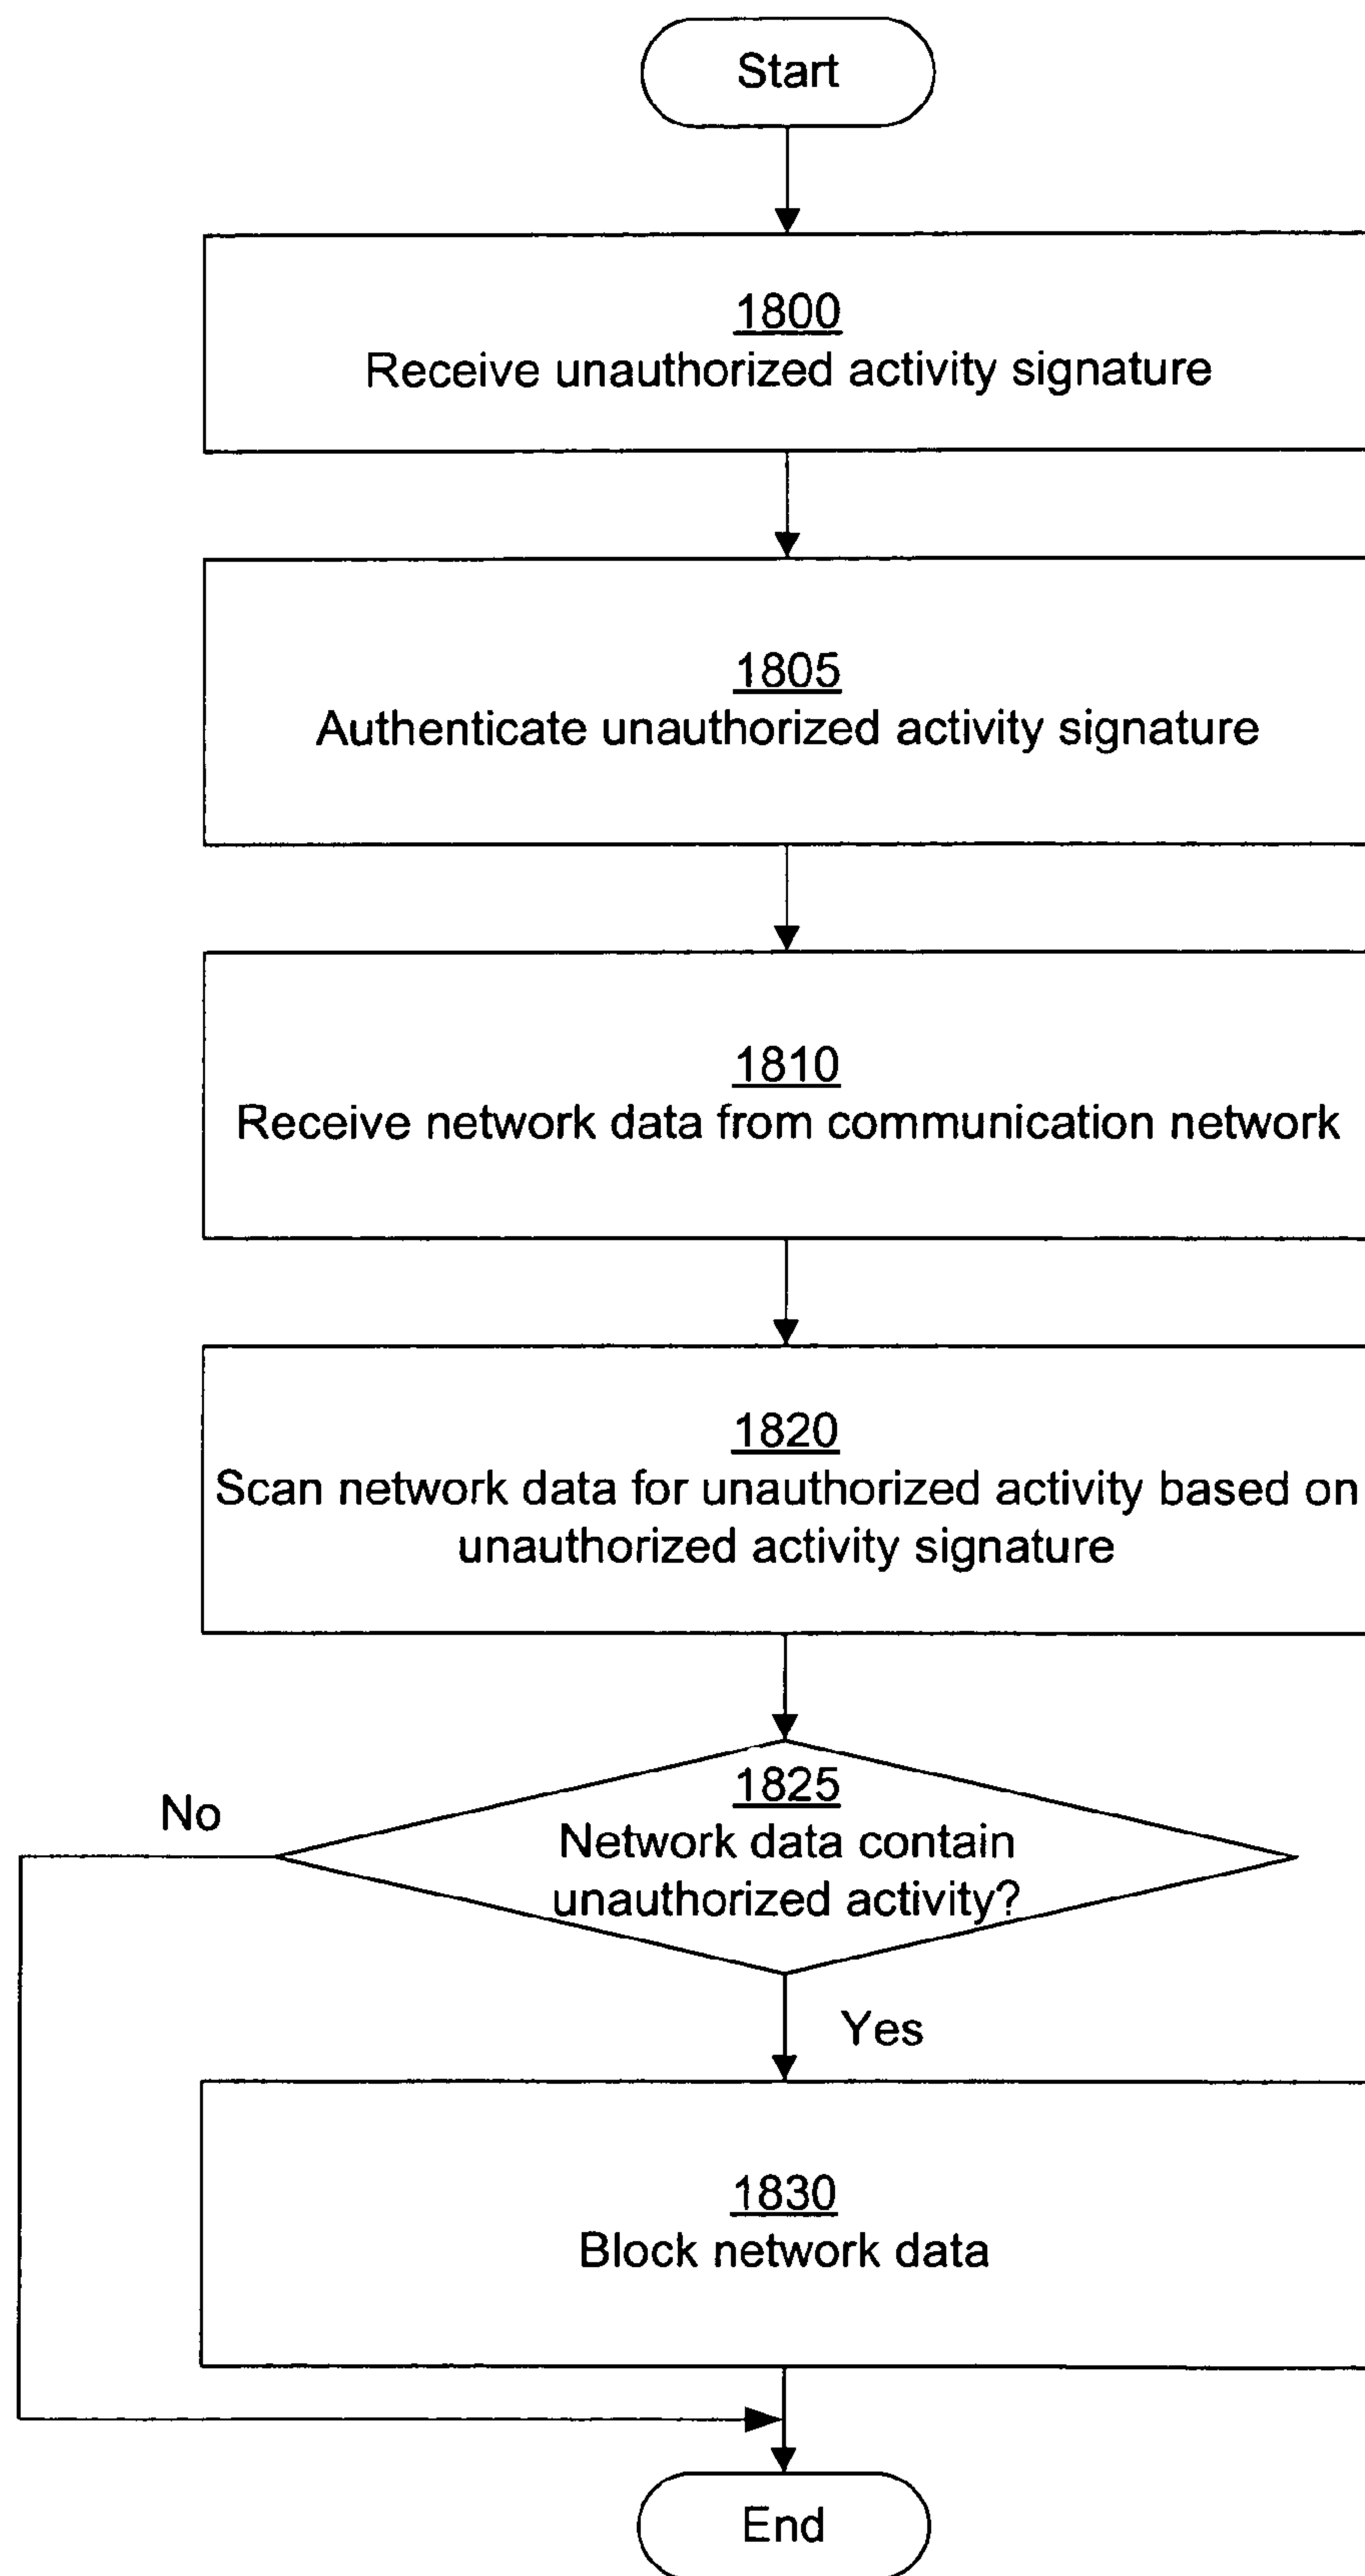 Start
1800
Receive unauthorized activity signature
1805
Authenticate unauthorized activity signature
1810
Receive network data from communication network
1820
Scan network data for unauthorized activity based on
unauthorized activity signature
1825
Network data contain
unauthorized activity?
No
Yes
1830
Block network data
End